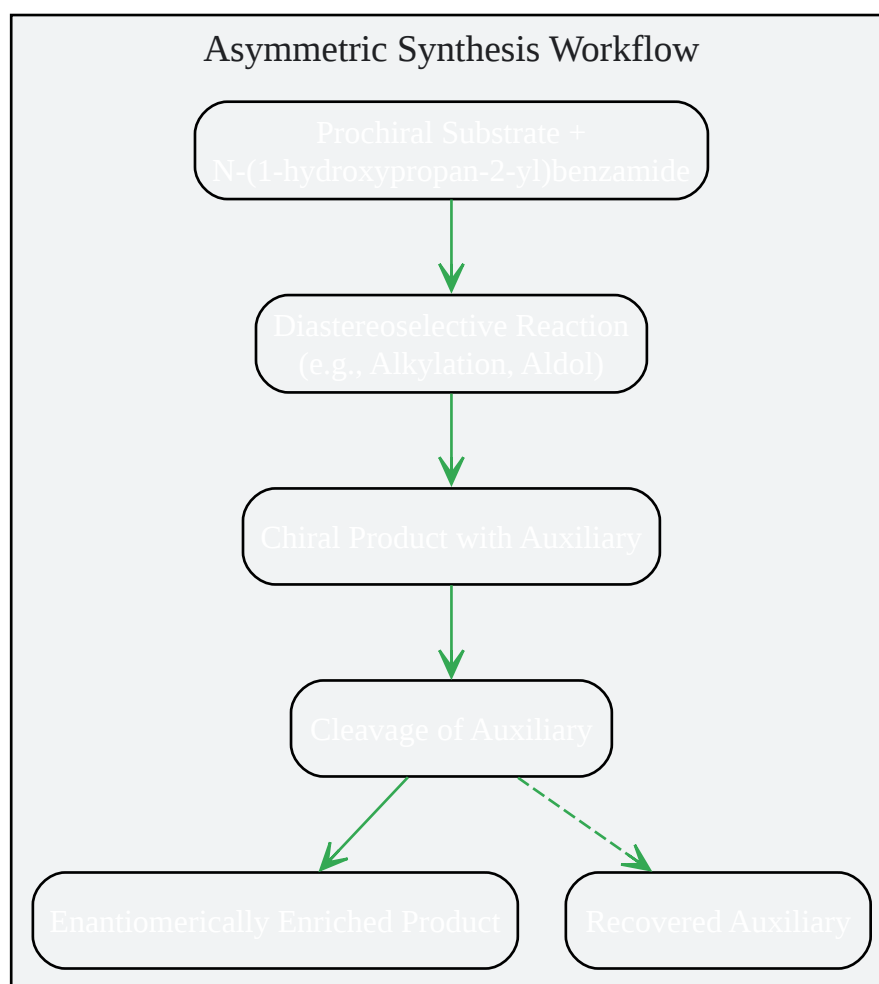 Asymmetric Synthesis Workflow
Prochiral Substrate +
N-(1-hydroxypropan-2-yl)benzamide
Diastereoselective Reaction
(e.g., Alkylation, Aldol)
Chiral Product with Auxiliary
Cleavage of Auxiliary
Enantiomerically Enriched Product
Recovered Auxiliary